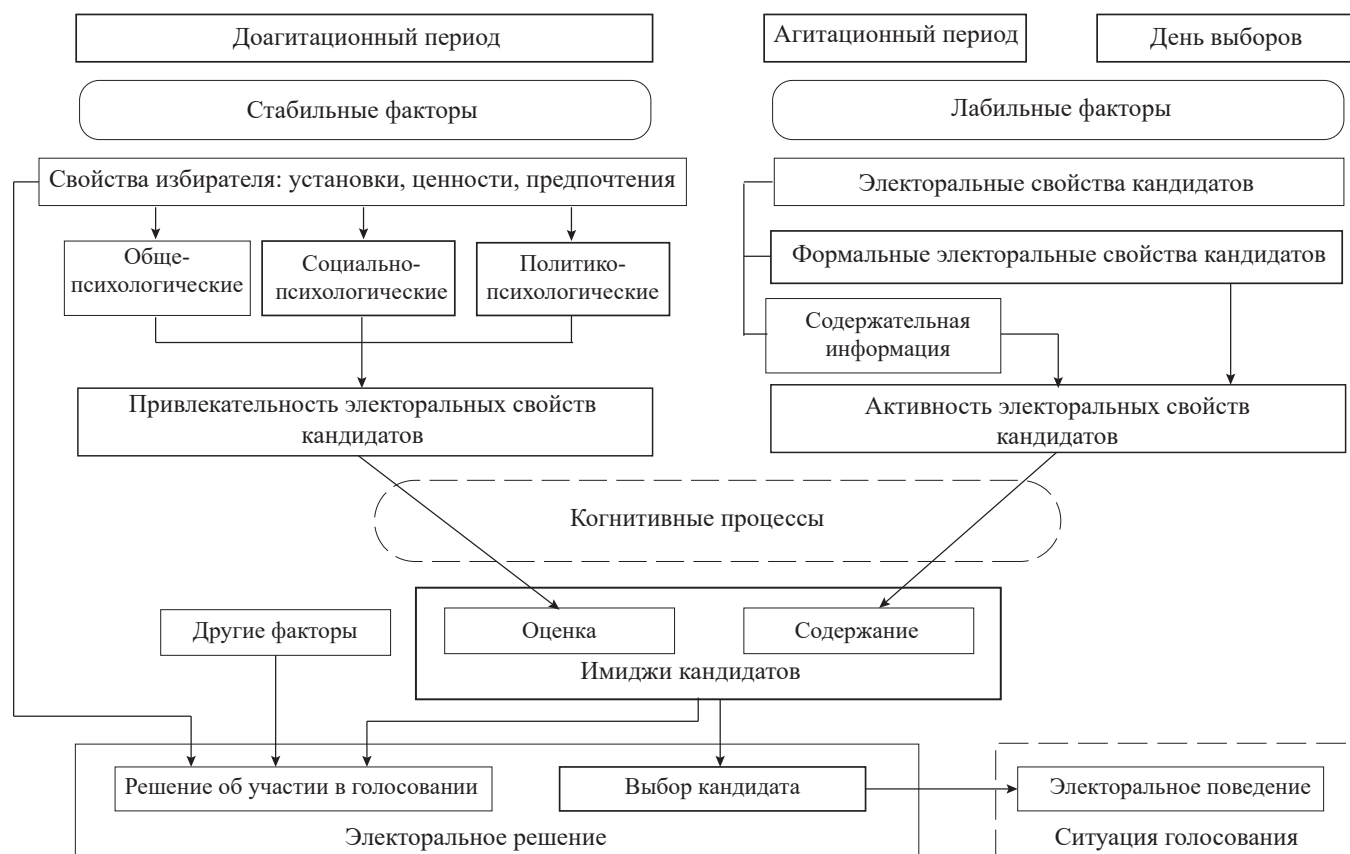 Доагитационный период
Агитационный период
День выборов
Стабильные факторы
Лабильные факторы
Свойства избирателя: установки, ценности, предпочтения
Электоральные свойства кандидатов
Обще-
психологические
Социально-
психологические
Политико-
психологические
Формальные электоральные свойства кандидатов
Содержательная
информация
Привлекательность электоральных свойств
кандидатов
Активность электоральных свойств
кандидатов
Когнитивные процессы
Другие факторы
Оценка
Содержание
Имиджи кандидатов
Решение об участии в голосовании
Выбор кандидата
Электоральное поведение
Электоральное решение
Ситуация голосования